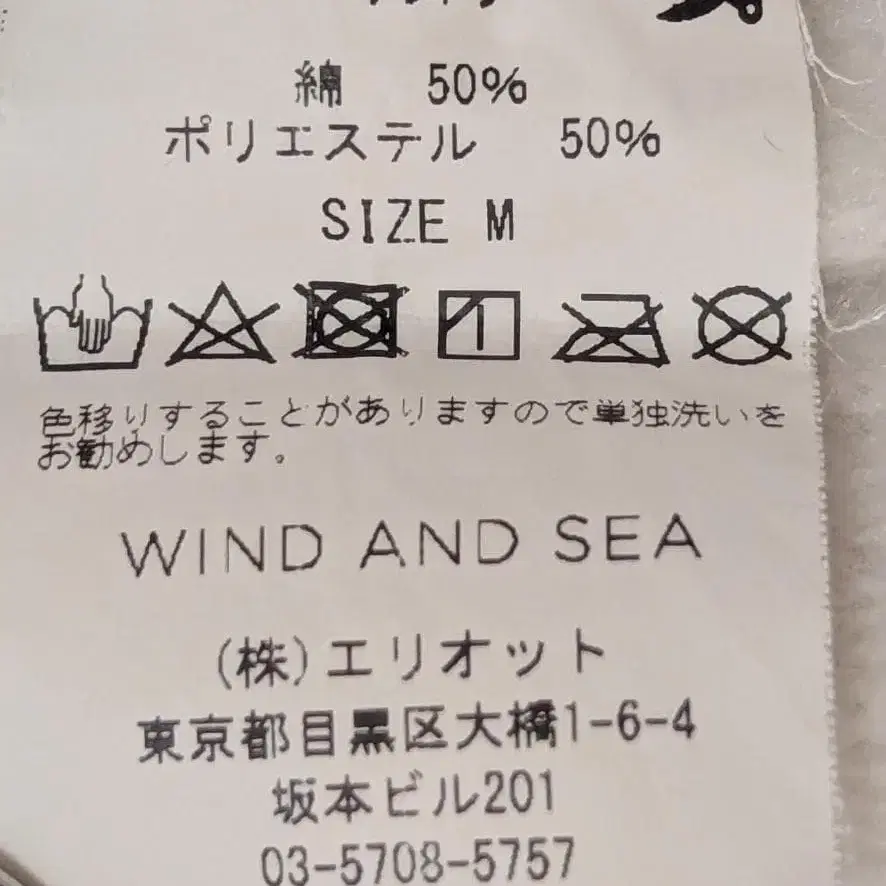 綿 50%
ポリエステル 50%
SIZE M
色移りすることがありますので単独洗いを
お勧めします。
WIND AND SEA
(株)エリオット
東京都目黒区大橋1-6-4
坂本ビル201
03-5708-5757